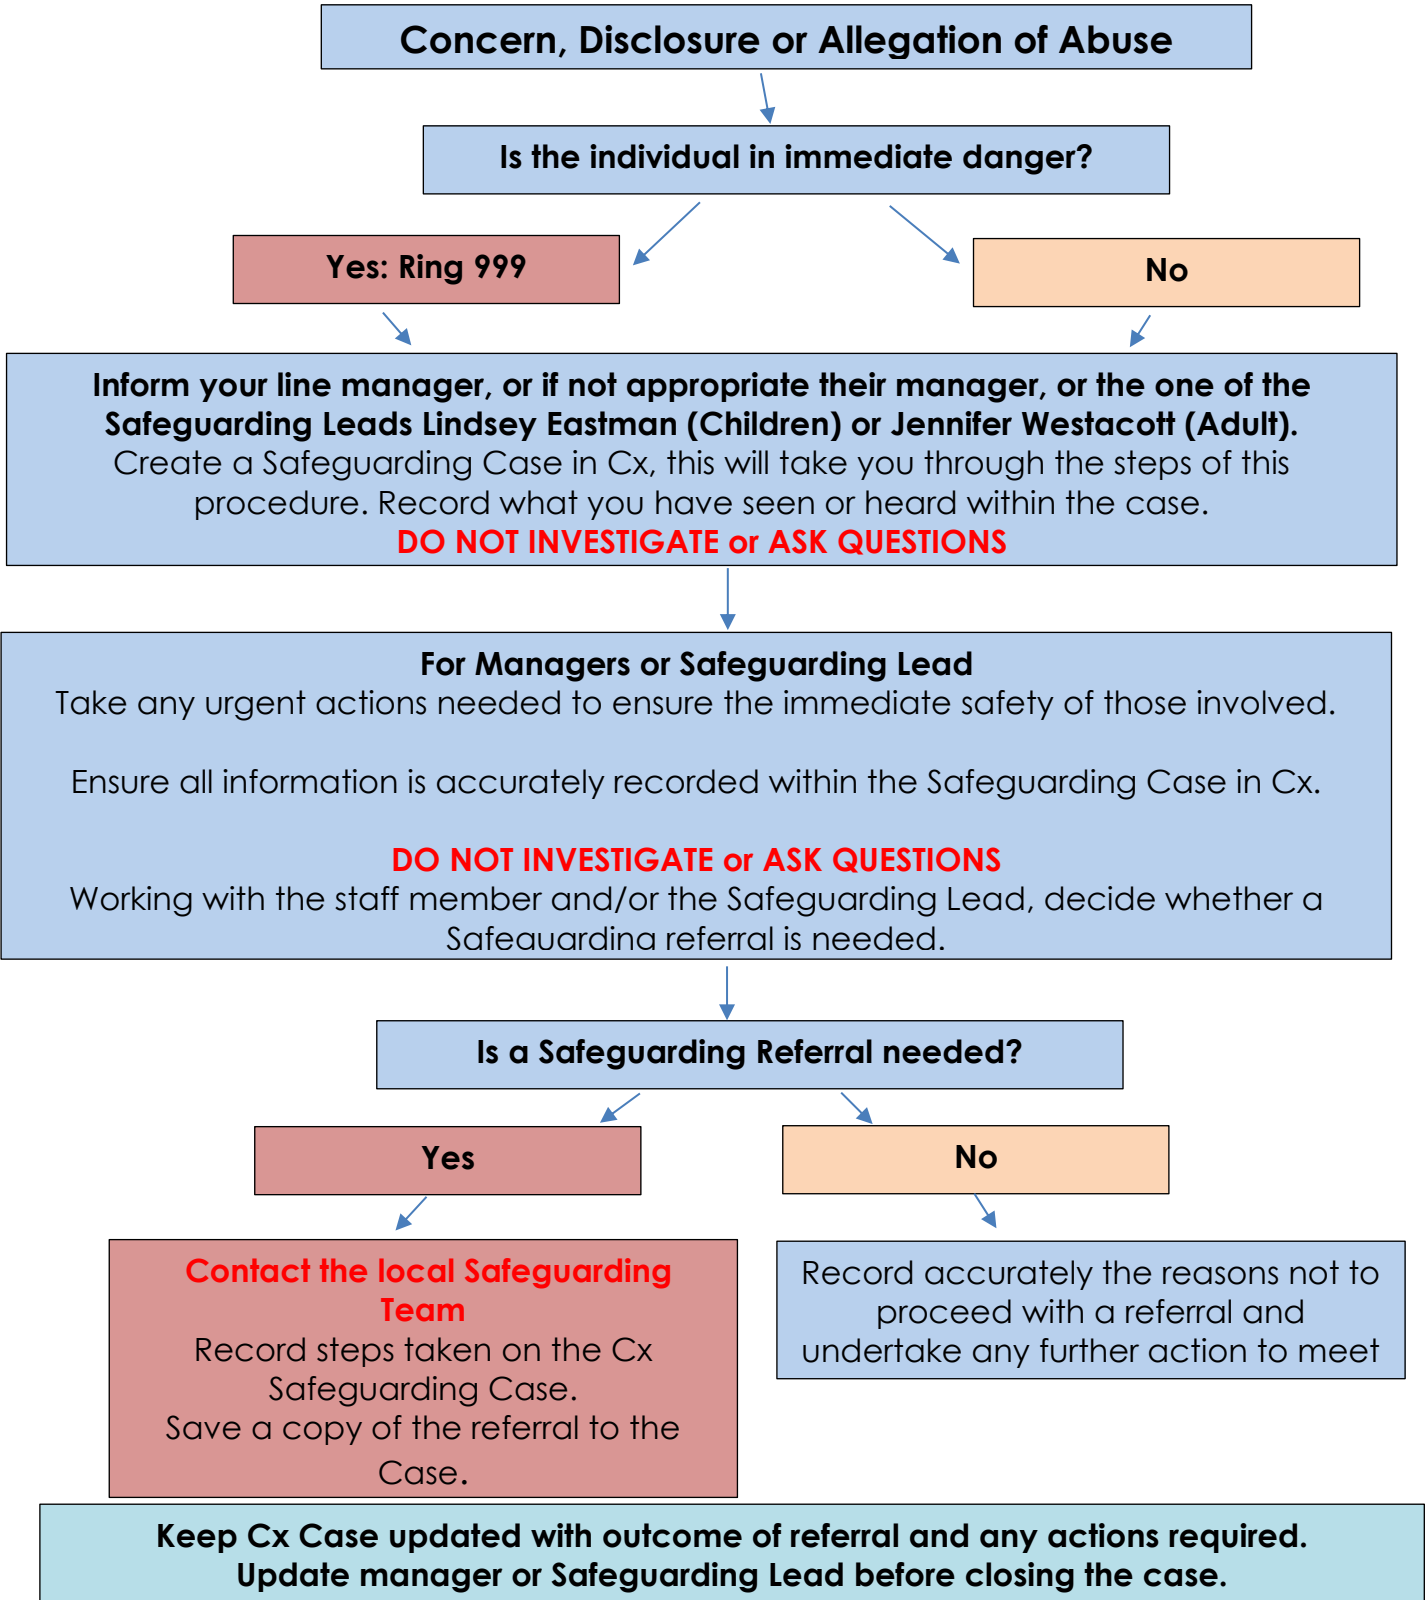 Concern, Disclosure or Allegation of Abuse
Is the individual in immediate danger?
Yes: Ring 999
No
Inform your line manager, or if not appropriate their manager, or the one of the
Safeguarding Leads Lindsey Eastman (Children) or Jennifer Westacott (Adult).
Create a Safeguarding Case in Cx, this will take you through the steps of this
procedure. Record what you have seen or heard within the case.
DO NOT INVESTIGATE or ASK QUESTIONS
For Managers or Safeguarding Lead
Take any urgent actions needed to ensure the immediate safety of those involved.
Ensure all information is accurately recorded within the Safeguarding Case in Cx.
DO NOT INVESTIGATE or ASK QUESTIONS
Working with the staff member and/or the Safeguarding Lead, decide whether a
Safeguarding referral is needed.
Is a Safeguarding Referral needed?
Yes
No
Contact the local Safeguarding
Team
Record steps taken on the Cx
Safeguarding Case.
Save a copy of the referral to the
Case.
Record accurately the reasons not to
proceed with a referral and
undertake any further action to meet
Keep Cx Case updated with outcome of referral and any actions required.
Update manager or Safeguarding Lead before closing the case.